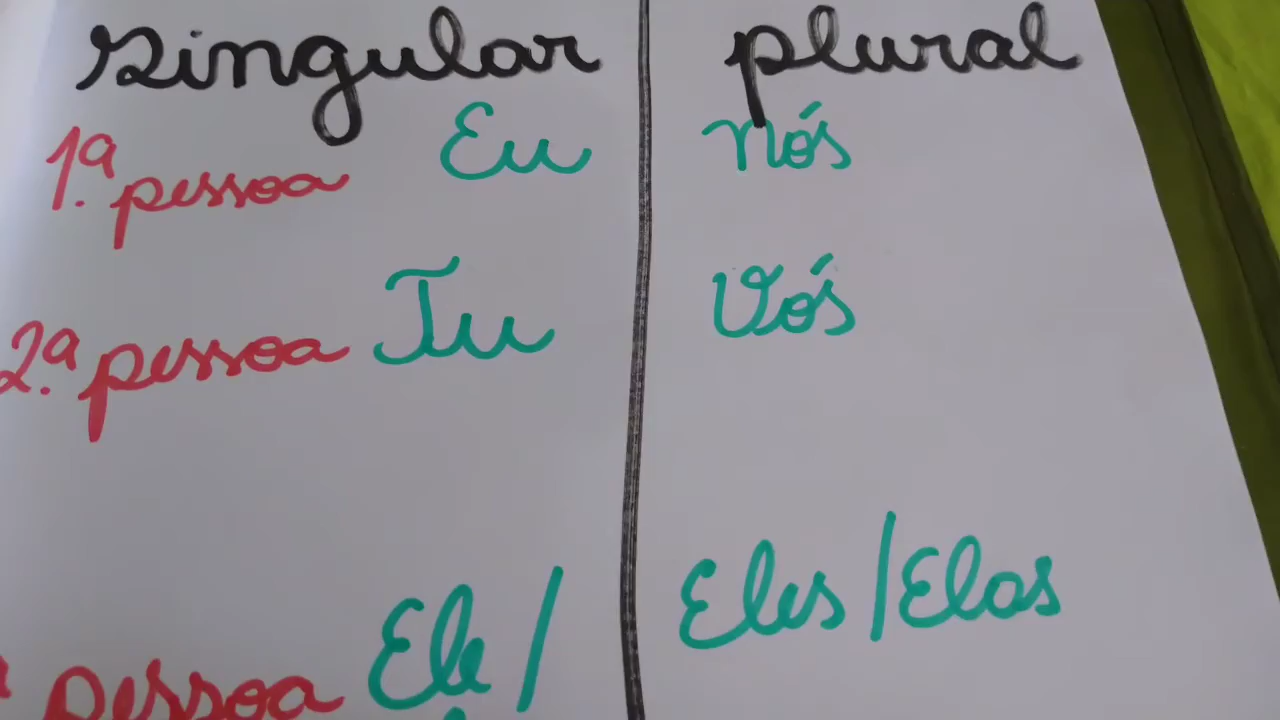 singular plural
1.ª pessoa Eu nós
2.ª pessoa Tu Vós
pessoa Ele / Eles / Elas